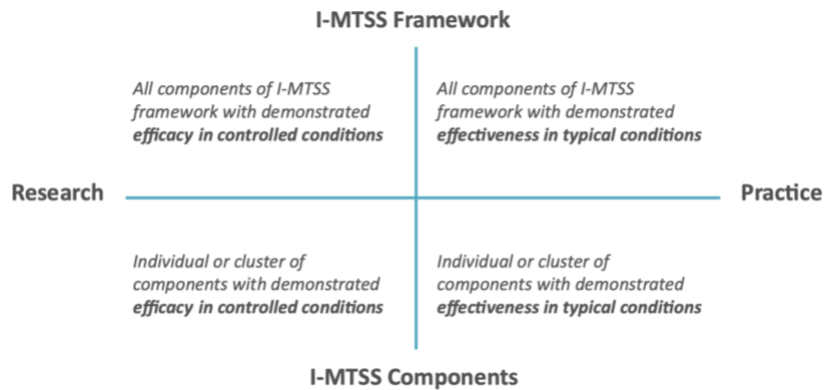 I-MTSS Framework
All components of I-MTSS
framework with demonstrated
efficacy in controlled conditions
All components of I-MTSS
framework with demonstrated
effectiveness in typical conditions
Research
Practice
Individual or cluster of
components with demonstrated
efficacy in controlled conditions
Individual or cluster of
components with demonstrated
effectiveness in typical conditions
I-MTSS Components